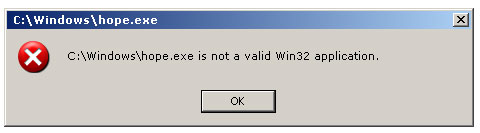 C:\Windows\hope.exe
C:\Windows\hope.exe is not a valid Win32 application.
OK